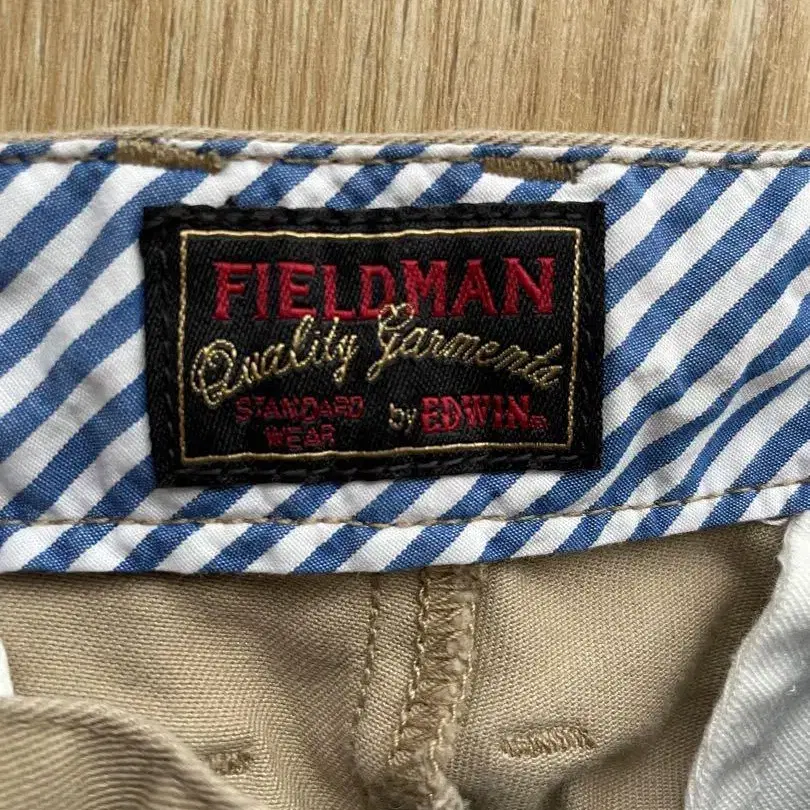 FIELDMAN
Quality Garments
STANDARD WEAR
by EDWIN